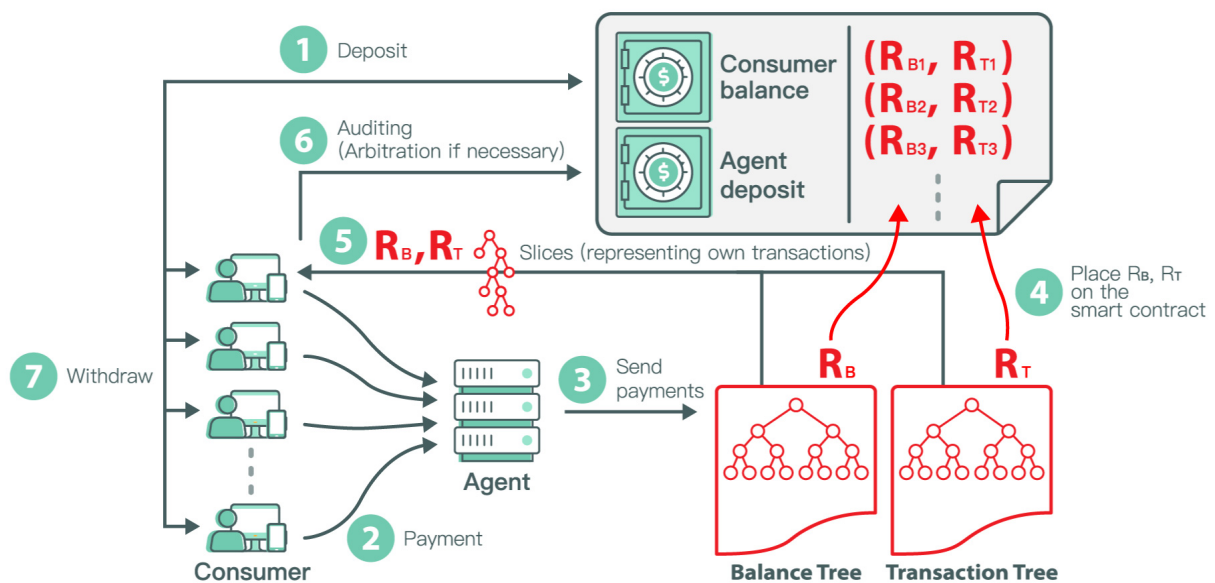 1 Deposit
Consumer
balance
(RB1, RT1)
(RB2, RT2)
(RB3, RT3)
6 Auditing
(Arbitration if necessary)
Agent
deposit
5 RB, RT Slices (representing own transactions)
4 Place RB, RT
on the
smart contract
7 Withdraw
3 Send
payments
RB
RT
Agent
2 Payment
Consumer
Balance Tree
Transaction Tree
$
$